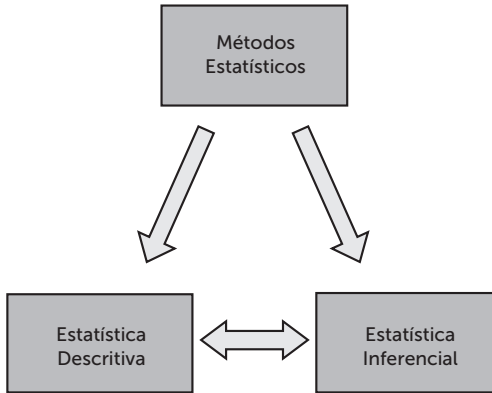 Métodos
Estatísticos
Estatística
Descritiva
Estatística
Inferencial